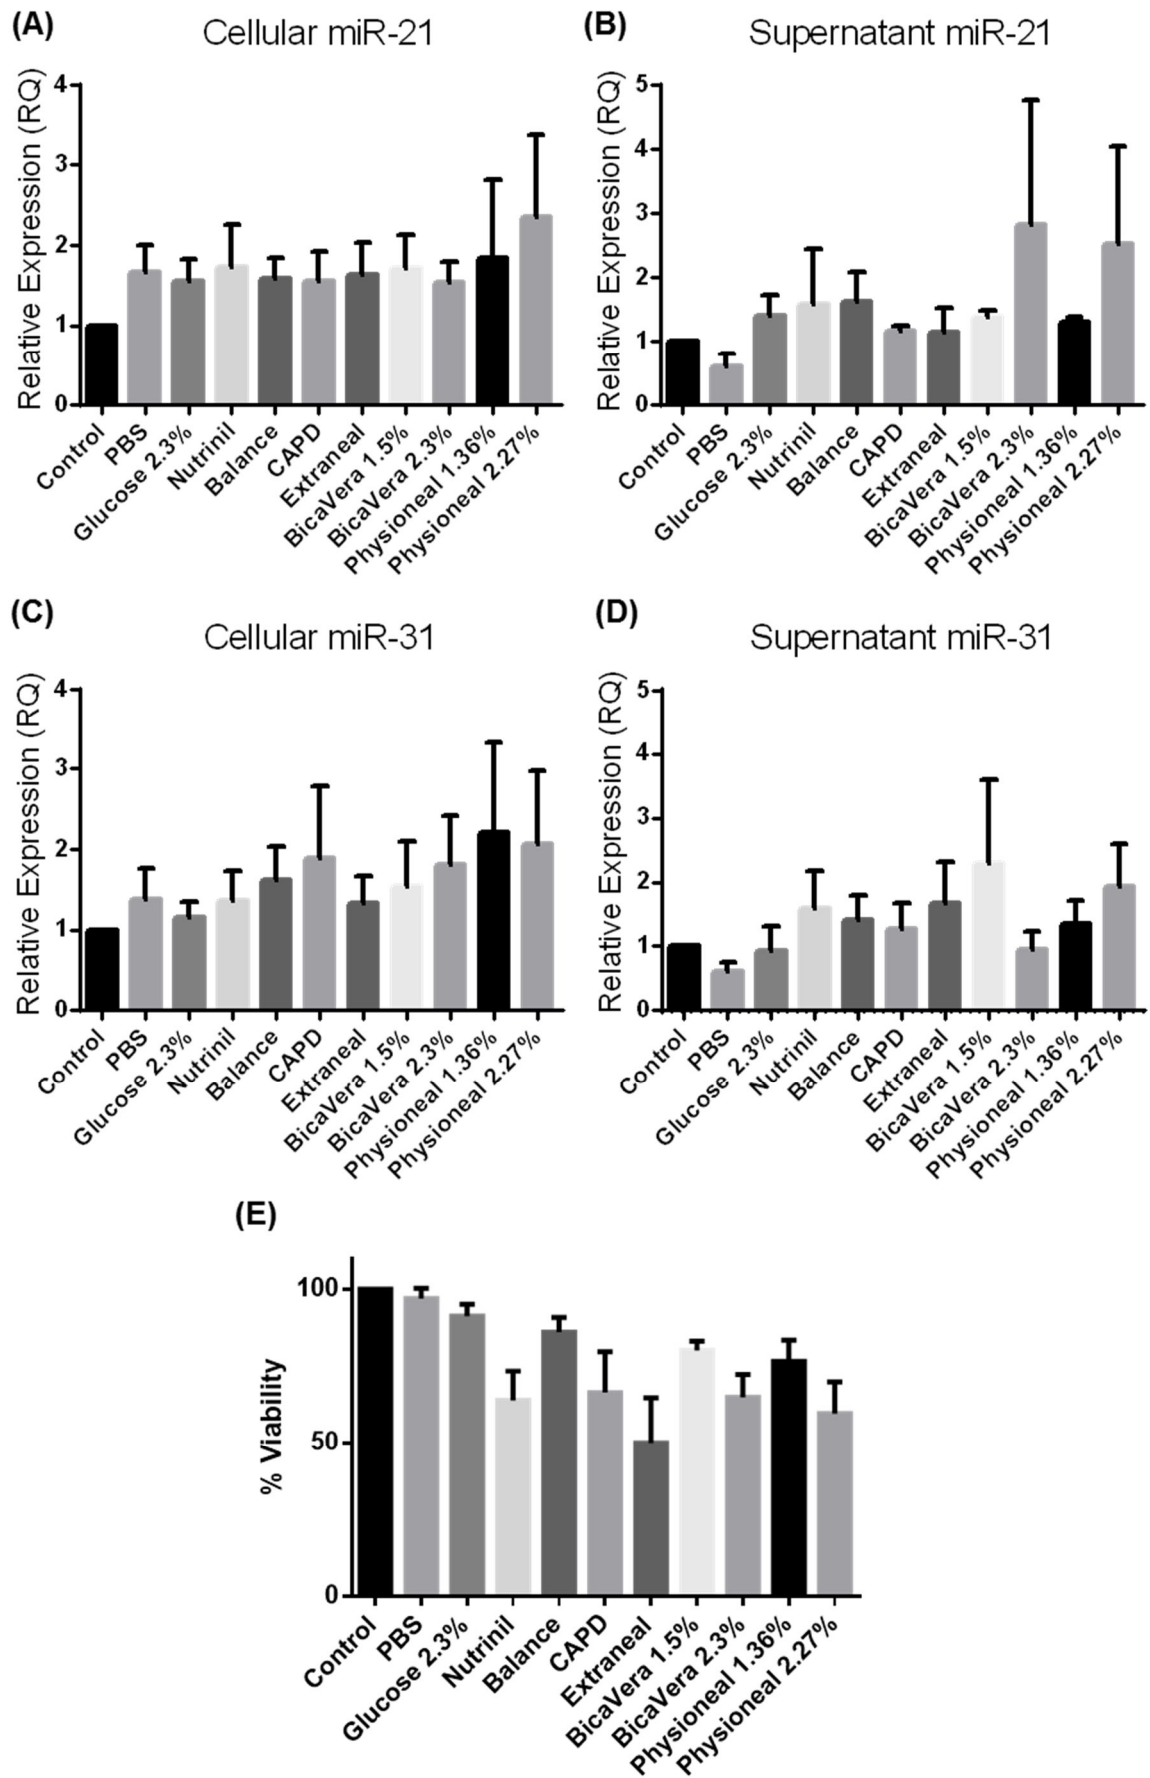 (A)
Cellular miR-21
Relative Expression (RQ)
4
3
2
1
0
Control
PBS
Glucose 2.3%
Nutrinil
Balance
CAPD
Extraneal
BicaVera 1.5%
BicaVera 2.3%
Physioneal 1.36%
Physioneal 2.27%
(B)
Supernatant miR-21
Relative Expression (RQ)
5
4
3
2
1
0
Control
PBS
Glucose 2.3%
Nutrinil
Balance
CAPD
Extraneal
BicaVera 1.5%
BicaVera 2.3%
Physioneal 1.36%
Physioneal 2.27%
(C)
Cellular miR-31
Relative Expression (RQ)
4
3
2
1
0
Control
PBS
Glucose 2.3%
Nutrinil
Balance
CAPD
Extraneal
BicaVera 1.5%
BicaVera 2.3%
Physioneal 1.36%
Physioneal 2.27%
(D)
Supernatant miR-31
Relative Expression (RQ)
5
4
3
2
1
0
Control
PBS
Glucose 2.3%
Nutrinil
Balance
CAPD
Extraneal
BicaVera 1.5%
BicaVera 2.3%
Physioneal 1.36%
Physioneal 2.27%
(E)
% Viability
100
50
0
Control
PBS
Glucose 2.3%
Nutrinil
Balance
CAPD
Extraneal
BicaVera 1.5%
BicaVera 2.3%
Physioneal 1.36%
Physioneal 2.27%